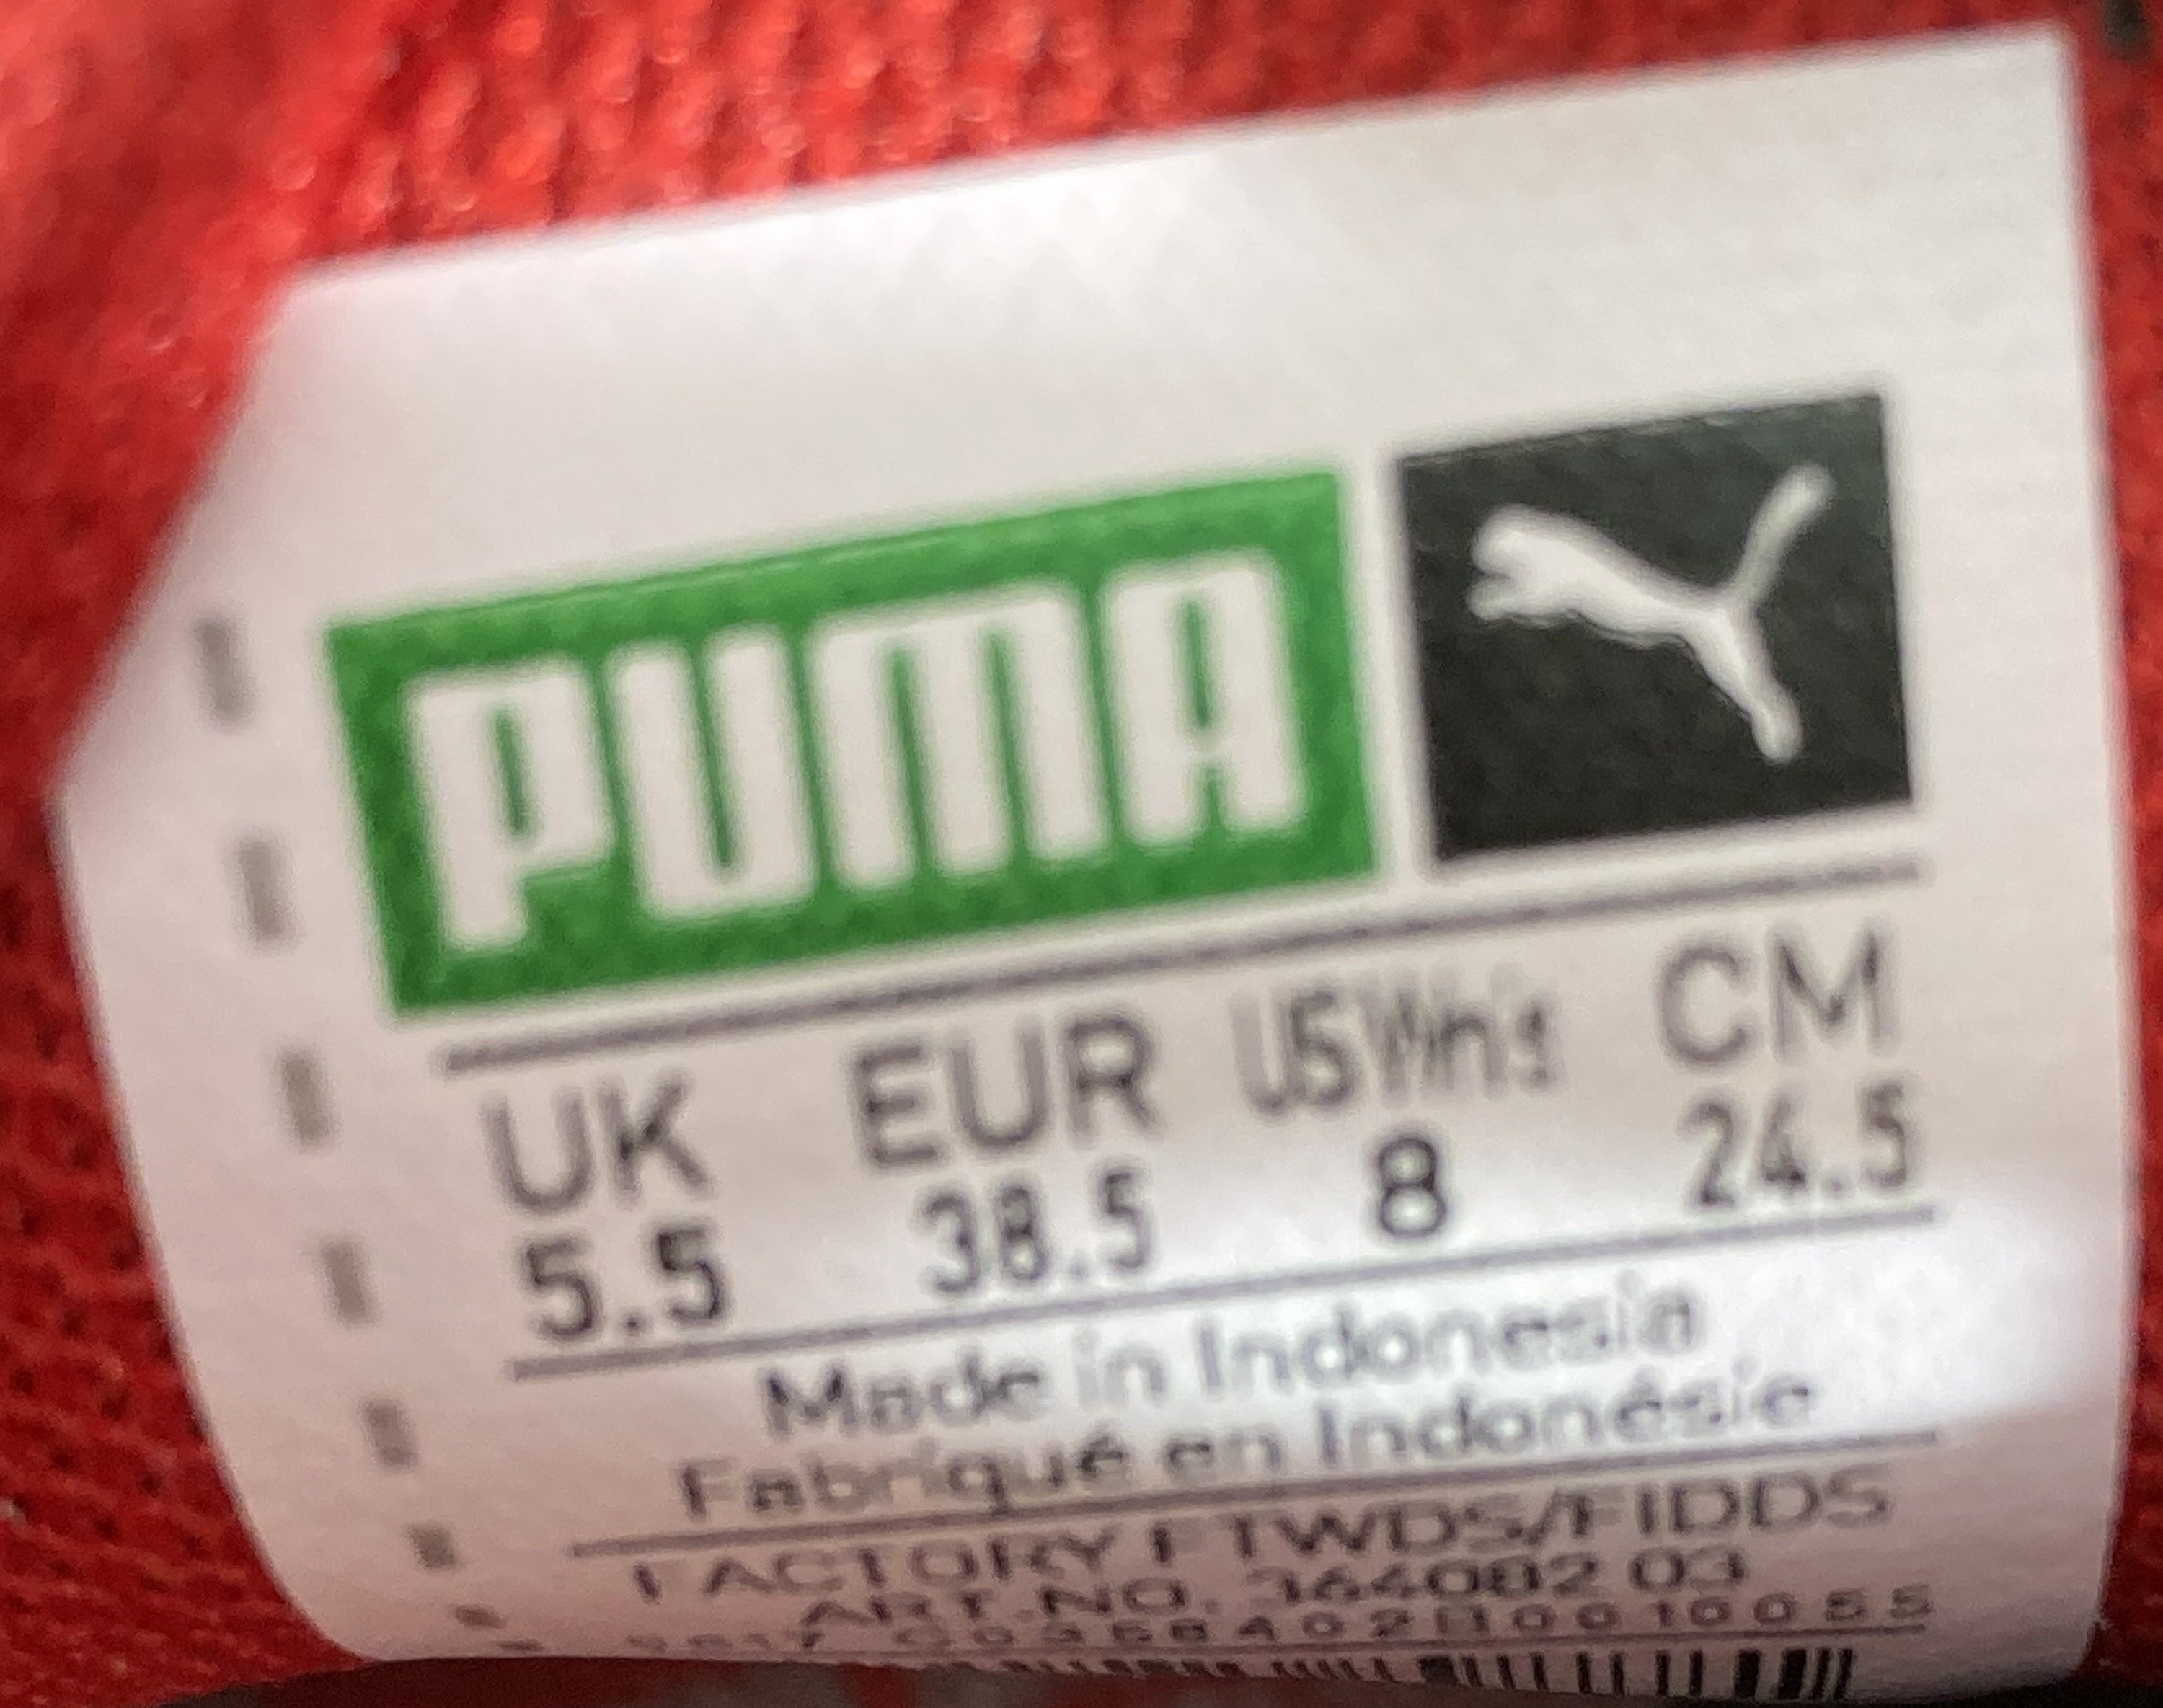 PUMA
UK EUR US Wn's CM
5.5 38.5 8 24.5
Made in Indonesia
Fabriqué en Indonésie
FACTORY FTWDS/FIDDS
ART.NO. 364082 03